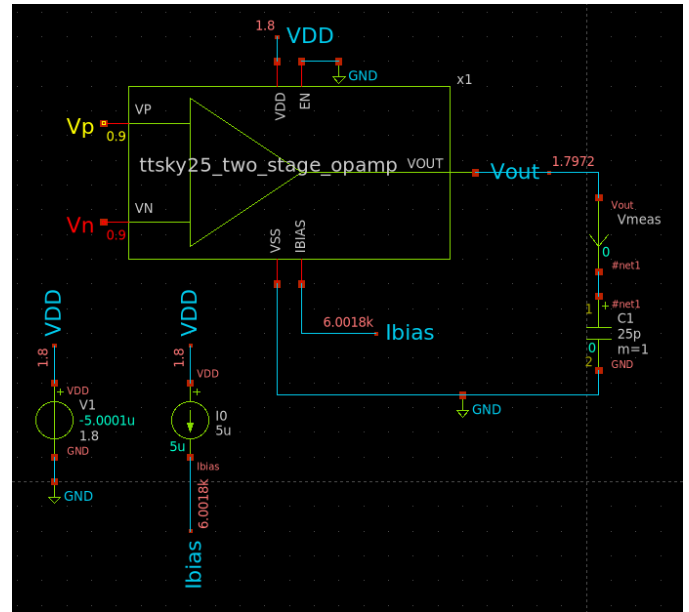 1.8 VDD
GND
x1
VP
VDD
EN
Vp
0.9
ttsky25_two_stage_opamp
VOUT
Vout
1.7972
Vn
0.9
VN
VSS
IBIAS
Vout
Vmeas
0
#net1
6.0018k
Ibias
#net1
1
+
C1
25p
0
m=1
2
GND
GND
VDD
1.8
VDD
+
V1
-5.0001u
1.8
GND
GND
VDD
1.8
VDD
+
I0
5u
5u
Ibias
6.0018k
Ibias